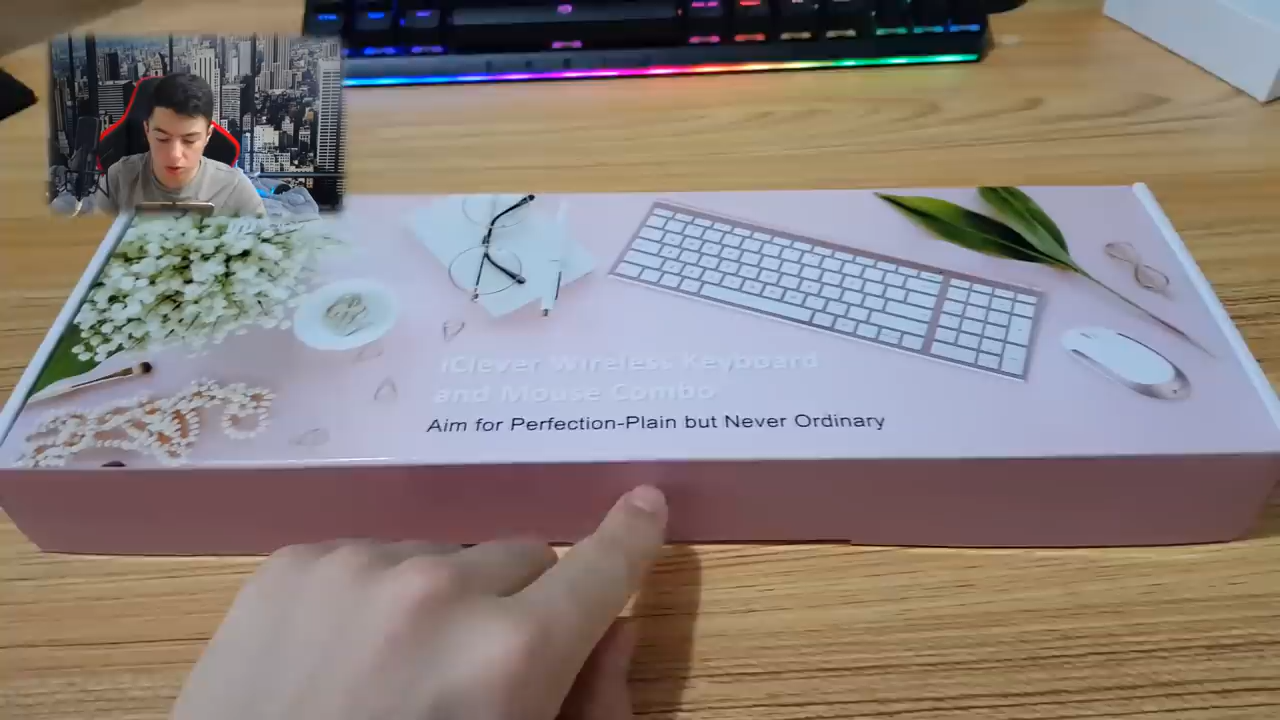 iClever Wireless Keyboard
and Mouse Combo
Aim for Perfection-Plain but Never Ordinary